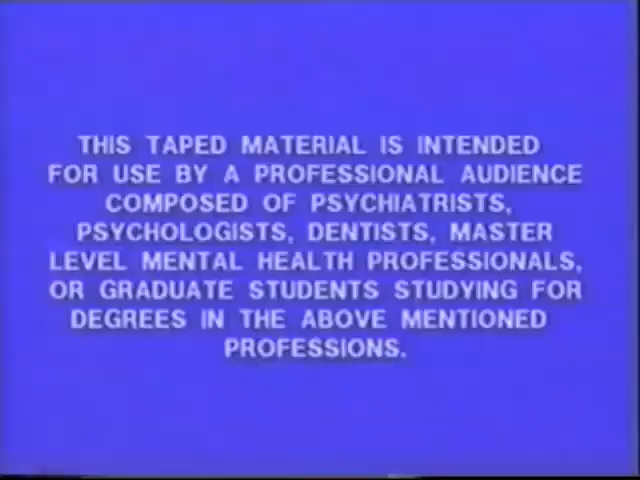 THIS TAPED MATERIAL IS INTENDED
FOR USE BY A PROFESSIONAL AUDIENCE
COMPOSED OF PSYCHIATRISTS,
PSYCHOLOGISTS, DENTISTS, MASTER
LEVEL MENTAL HEALTH PROFESSIONALS,
OR GRADUATE STUDENTS STUDYING FOR
DEGREES IN THE ABOVE MENTIONED
PROFESSIONS.